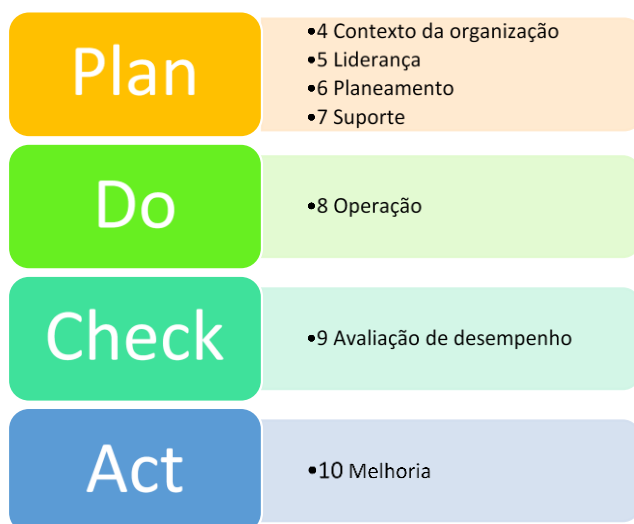 Plan
•4 Contexto da organização
•5 Liderança
•6 Planeamento
•7 Suporte
Do
•8 Operação
Check
•9 Avaliação de desempenho
Act
•10 Melhoria